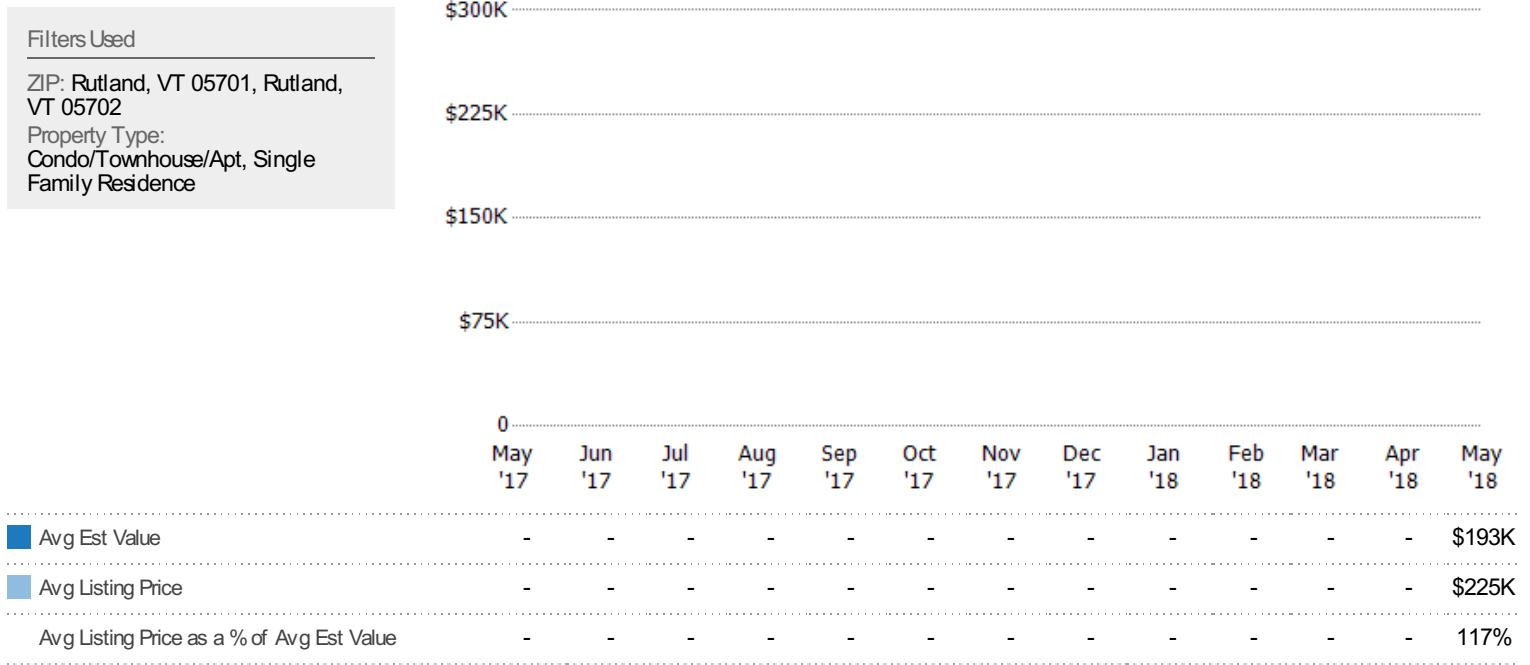 Filters Used
ZIP: Rutland, VT 05701, Rutland,
VT 05702
Property Type:
Condo/Townhouse/Apt, Single
Family Residence
$300K
$225K
$150K
$75K
0
May Jun Jul Aug Sep Oct Nov Dec Jan Feb Mar Apr May
'17 '17 '17 '17 '17 '17 '17 '17 '18 '18 '18 '18 '18
Avg Est Value - - - - - - - - - - - - $193K
Avg Listing Price - - - - - - - - - - - - $225K
Avg Listing Price as a % of Avg Est Value - - - - - - - - - - - - 117%